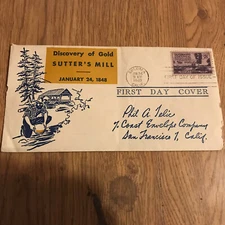 Discovery of Gold
SUTTER'S MILL
JANUARY 24, 1848
FIRST DAY COVER
Phil A Telie
% Coast Envelope Company
San Francisco 7, Calif.